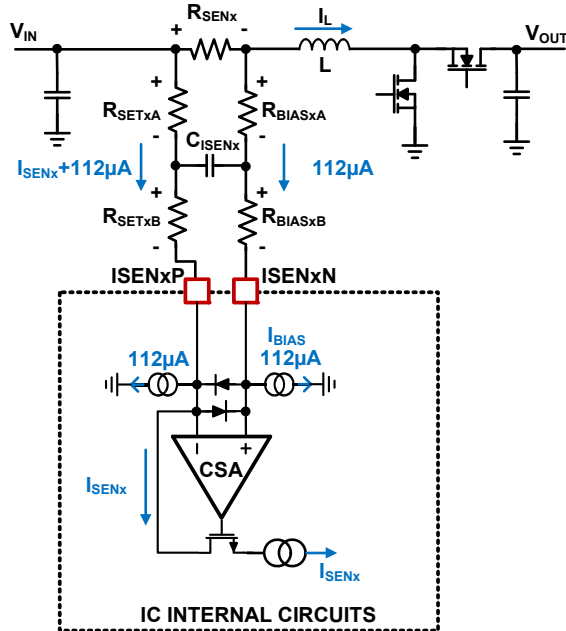 RSENx
VIN
+ -
IL
L
VOUT
+ +
RSETxA
RBIASxA
- -
CISENx
ISENx+112µA
112µA
+ +
RSETxB
RBIASxB
- -
ISENxP
ISENxN
IBIAS
112µA
112µA
- +
CSA
ISENx
ISENx
IC INTERNAL CIRCUITS